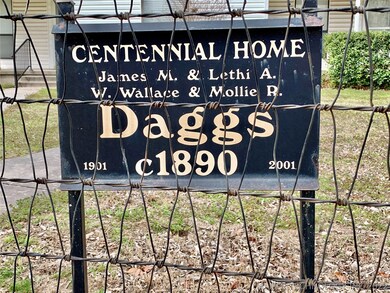 CENTENNIAL HOME
James M. & Lethi A.
W. Wallace & Mollie R.
Daggs
1901 c1890 2001